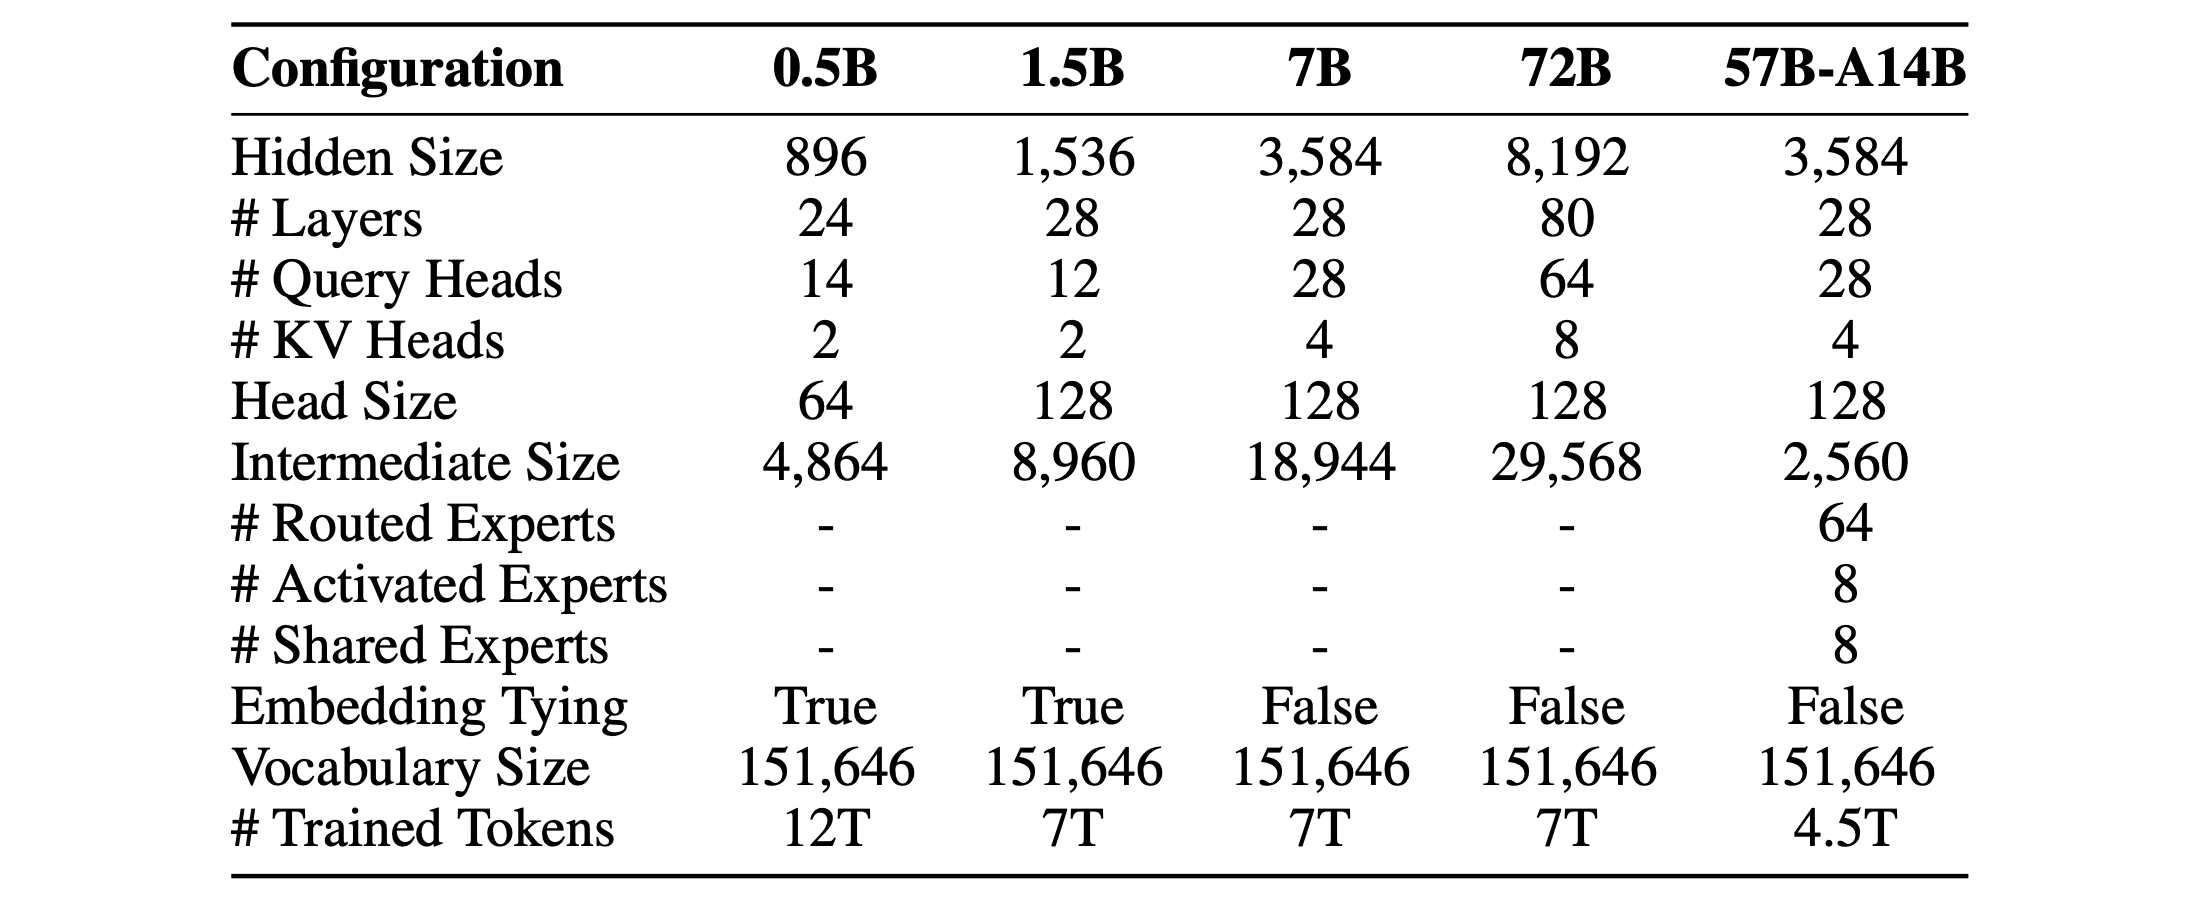 Configuration 0.5B 1.5B 7B 72B 57B-A14B
Hidden Size 896 1,536 3,584 8,192 3,584
# Layers 24 28 28 80 28
# Query Heads 14 12 28 64 28
# KV Heads 2 2 4 8 4
Head Size 64 128 128 128 128
Intermediate Size 4,864 8,960 18,944 29,568 2,560
# Routed Experts - - - - 64
# Activated Experts - - - - 8
# Shared Experts - - - - 8
Embedding Tying True True False False False
Vocabulary Size 151,646 151,646 151,646 151,646 151,646
# Trained Tokens 12T 7T 7T 7T 4.5T